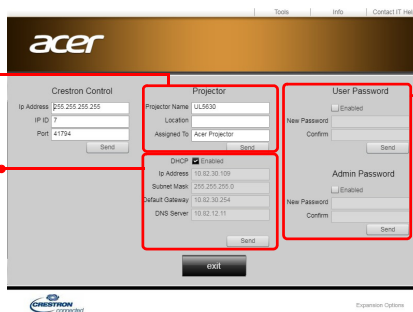 Tools Info Contact IT Hel
acer
Crestron Control
Ip Address 255.255.255.255
IP ID 7
Port 41794
Send
Projector
Projector Name UL5630
Location
Assigned To Acer Projector
Send
DHCP Enabled
Ip Address 10.82.30.109
Subnet Mask 255.255.255.0
Default Gateway 10.82.30.254
DNS Server 10.82.12.11
Send
User Password
Enabled
New Password
Confirm
Send
Admin Password
Enabled
New Password
Confirm
Send
exit
CRESTRON
connected
Expansion Options